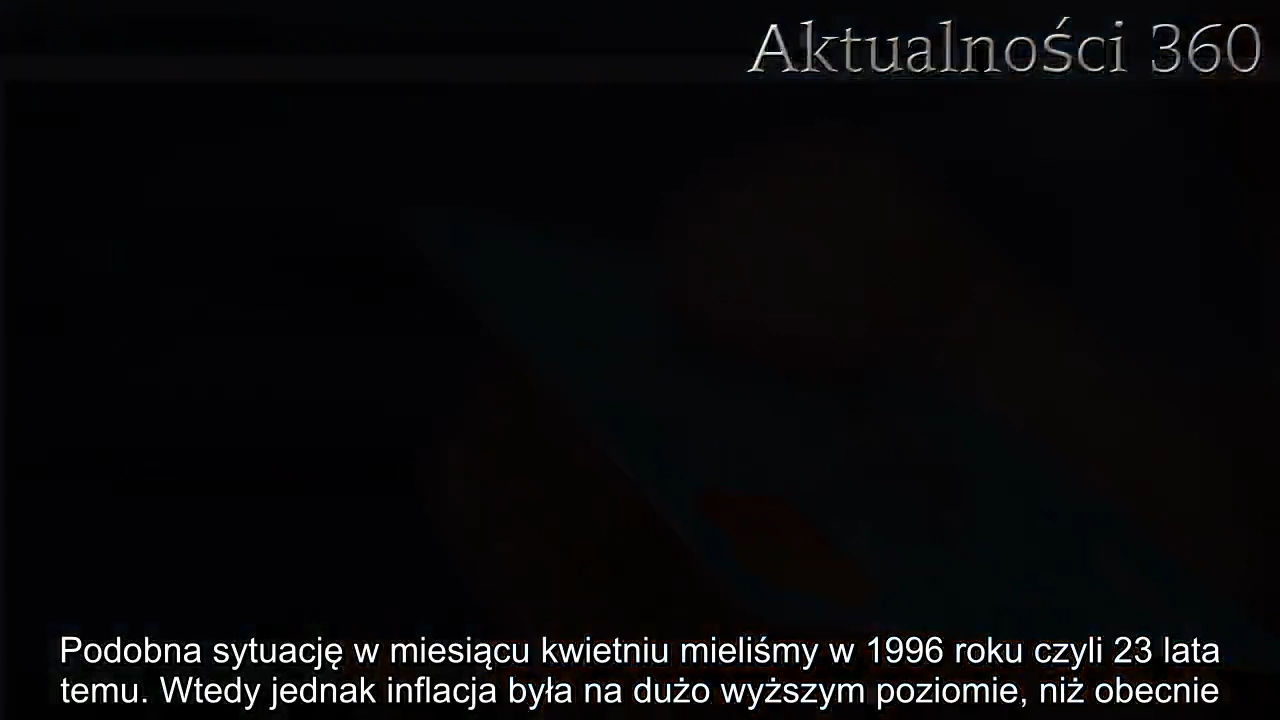 Aktualności 360
Podobna sytuację w miesiącu kwietniu mieliśmy w 1996 roku czyli 23 lata
temu. Wtedy jednak inflacja była na dużo wyższym poziomie, niż obecnie